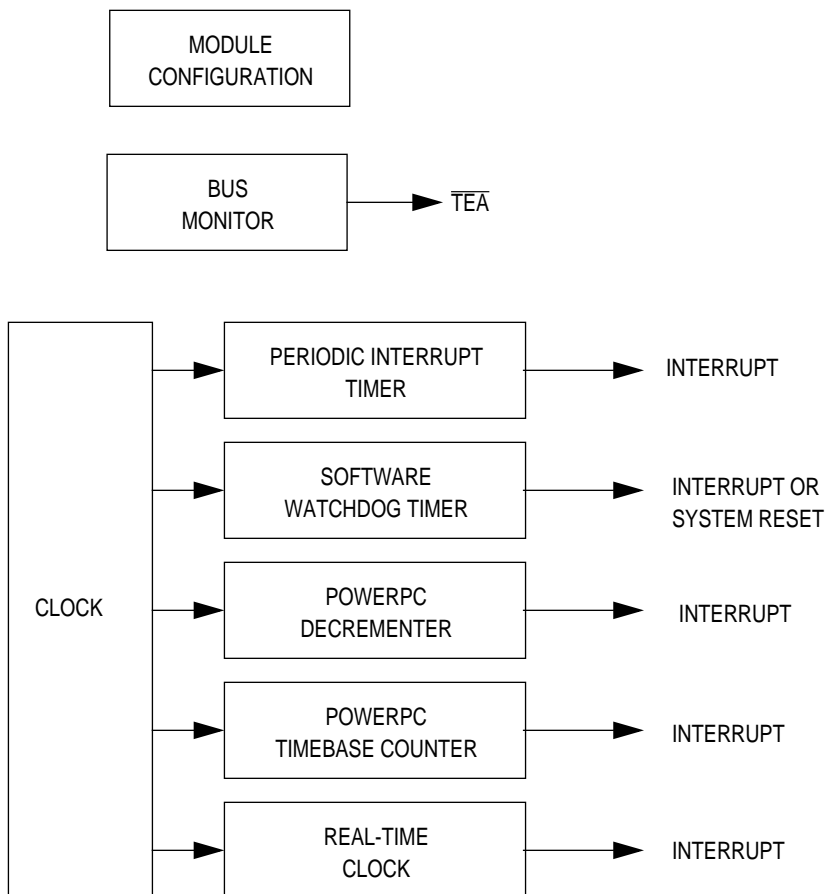 MODULE
CONFIGURATION
BUS
MONITOR
TEA
PERIODIC INTERRUPT
TIMER
INTERRUPT
SOFTWARE
WATCHDOG TIMER
INTERRUPT OR
SYSTEM RESET
CLOCK
POWERPC
DECREMENTER
INTERRUPT
POWERPC
TIMEBASE COUNTER
INTERRUPT
REAL-TIME
CLOCK
INTERRUPT